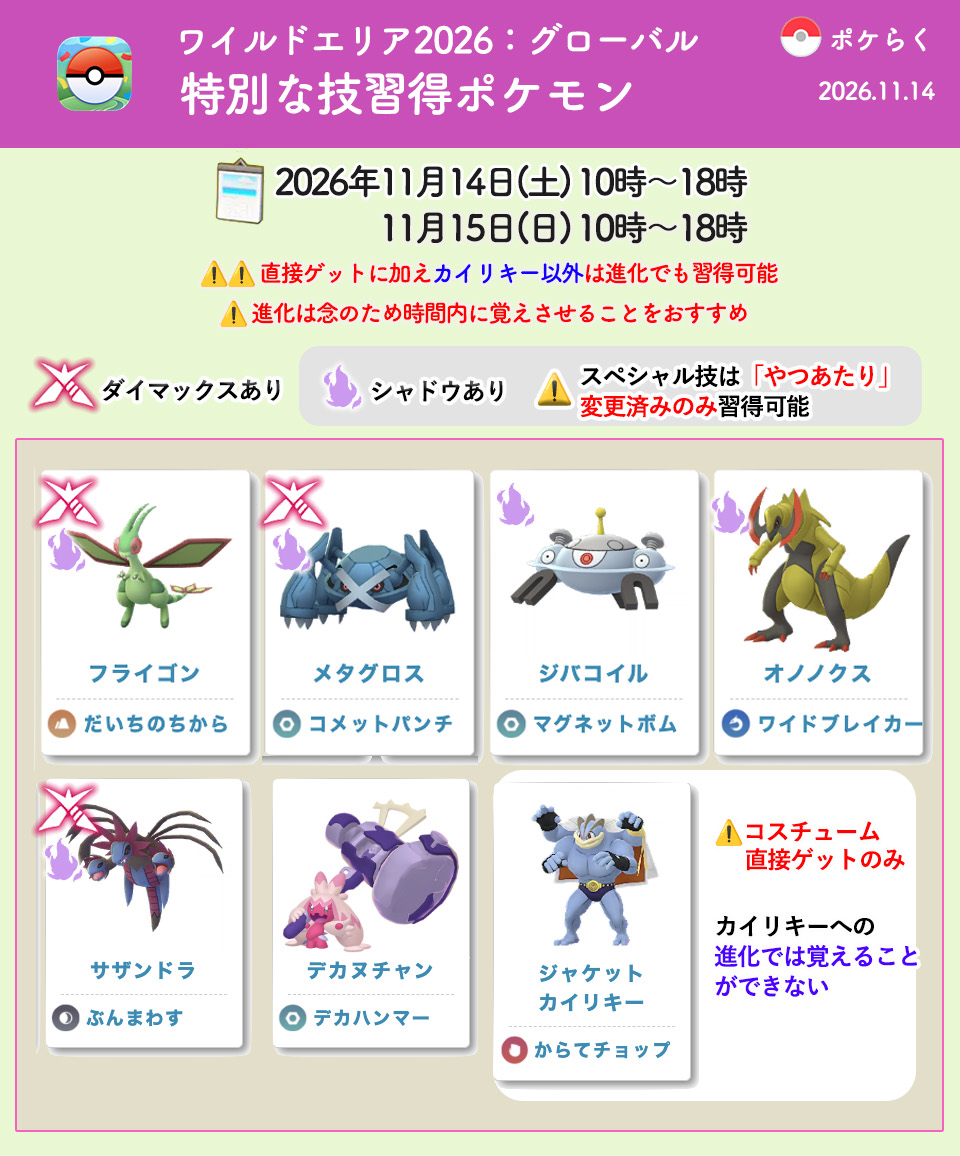 ワイルドエリア2026：グローバル
特別な技習得ポケモン
ポケらく
2026.11.14
2026年11月14日(土) 10時〜18時
11月15日(日) 10時〜18時
直接ゲットに加えカイリキー以外は進化でも習得可能
進化は念のため時間内に覚えさせることをおすすめ
ダイマックスあり
シャドウあり
スペシャル技は「やつあたり」
変更済みのみ習得可能
フライゴン
だいちのちから
メタグロス
コメットパンチ
ジバコイル
マグネットボム
オノノクス
ワイドブレイカー
サザンドラ
ぶんまわす
デカヌチャン
デカハンマー
ジャケット
カイリキー
からてチョップ
コスチューム
直接ゲットのみ
カイリキーへの
進化では覚えること
ができない